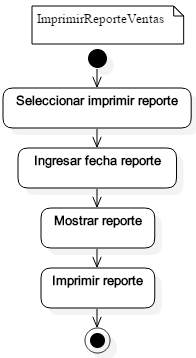 ImprimirReporteVentas
Seleccionar imprimir reporte
Ingresar fecha reporte
Mostrar reporte
Imprimir reporte